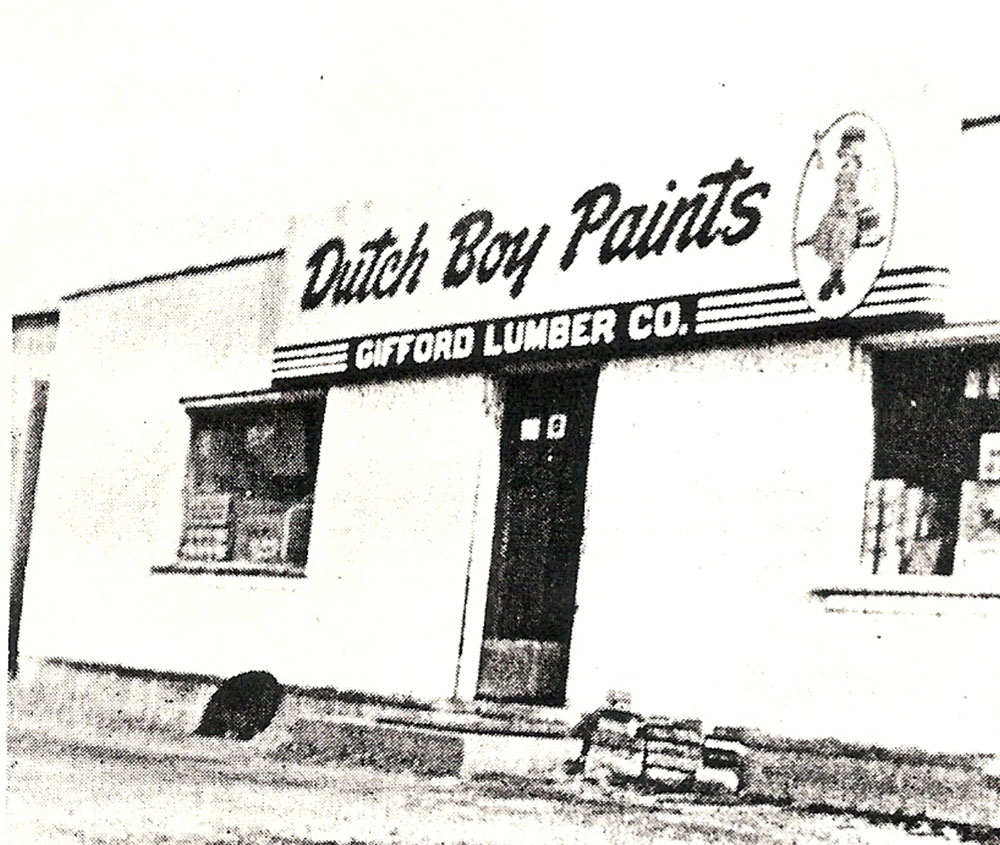 Dutch Boy Paints
GIFFORD LUMBER CO.